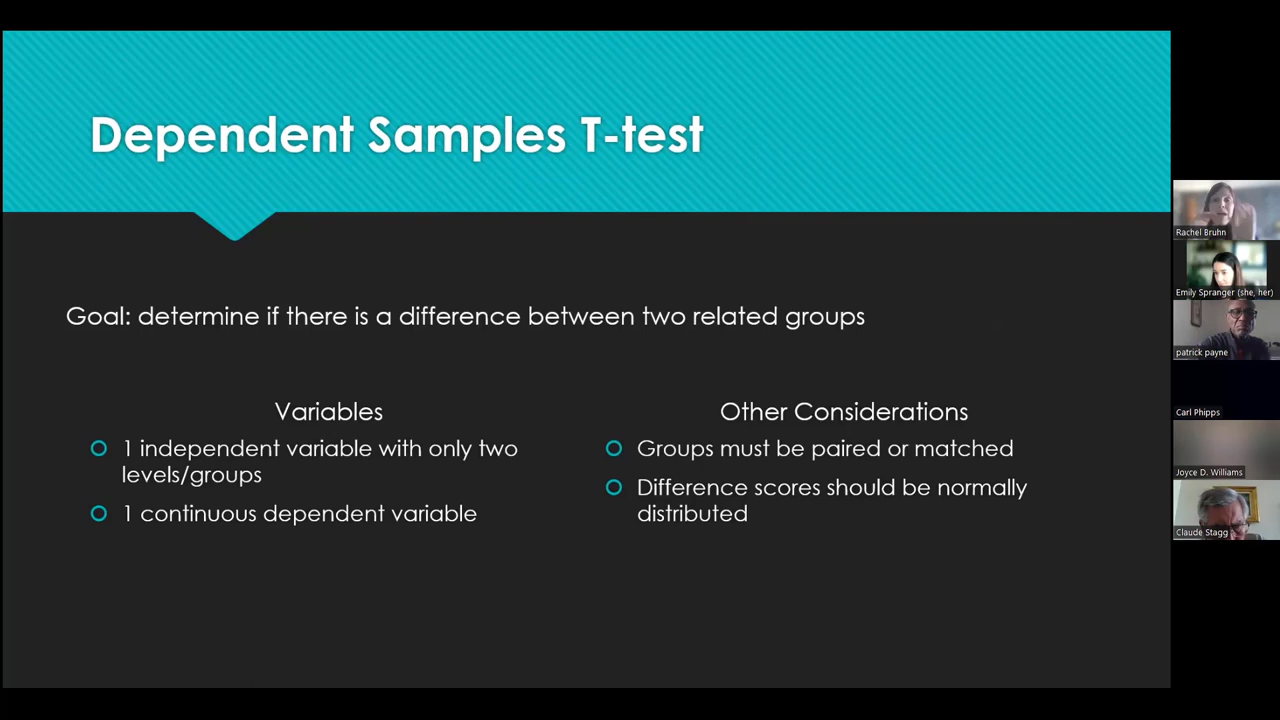 Dependent Samples T-test
Goal: determine if there is a difference between two related groups
Variables
1 independent variable with only two
levels/groups
1 continuous dependent variable
Other Considerations
Groups must be paired or matched
Difference scores should be normally
distributed
Rachel Bruhn
Emily Spranger (she, her)
patrick payne
Carl Phipps
Joyce D. Williams
Claude Stagg